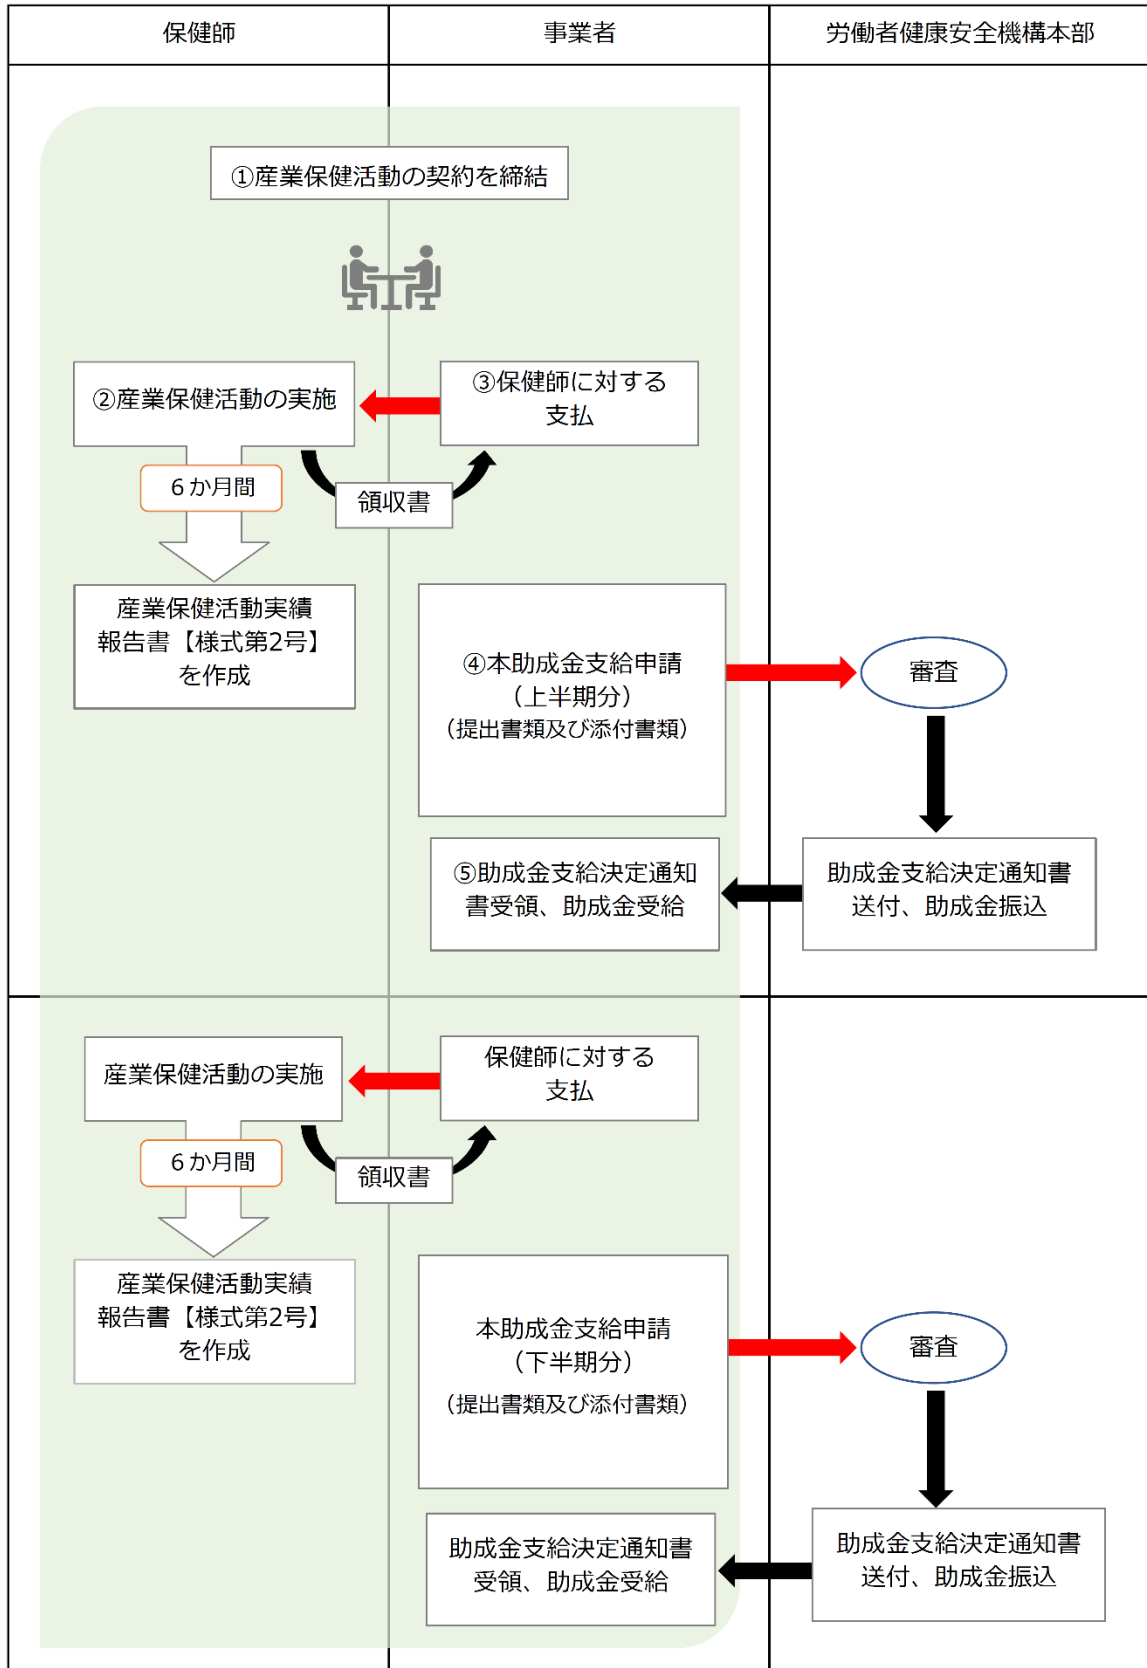 保健師
事業者
労働者健康安全機構本部
①産業保健活動の契約を締結
②産業保健活動の実施
③保健師に対する
支払
６か月間
領収書
産業保健活動実績
報告書【様式第2号】
を作成
④本助成金支給申請
（上半期分）
（提出書類及び添付書類）
審査
⑤助成金支給決定通知
書受領、助成金受給
助成金支給決定通知書
送付、助成金振込
産業保健活動の実施
保健師に対する
支払
６か月間
領収書
産業保健活動実績
報告書【様式第2号】
を作成
本助成金支給申請
（下半期分）
（提出書類及び添付書類）
審査
助成金支給決定通知書
受領、助成金受給
助成金支給決定通知書
送付、助成金振込